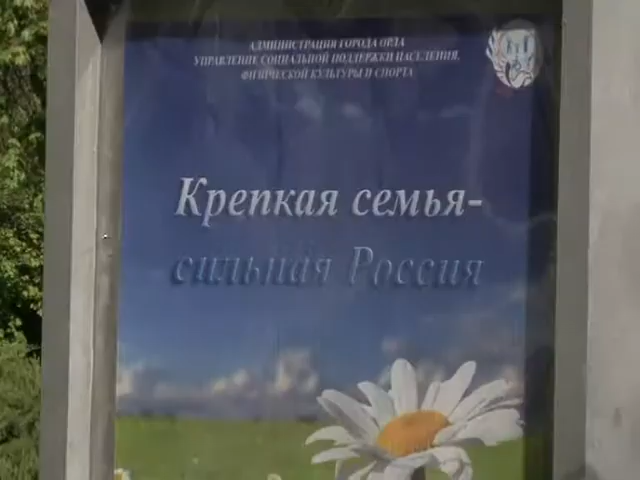 АДМИНИСТРАЦИЯ ГОРОДА ОРЛА
УПРАВЛЕНИЕ СОЦИАЛЬНОЙ ПОДДЕРЖКИ НАСЕЛЕНИЯ,
ФИЗИЧЕСКОЙ КУЛЬТУРЫ И СПОРТА
Крепкая семья-
сильная Россия